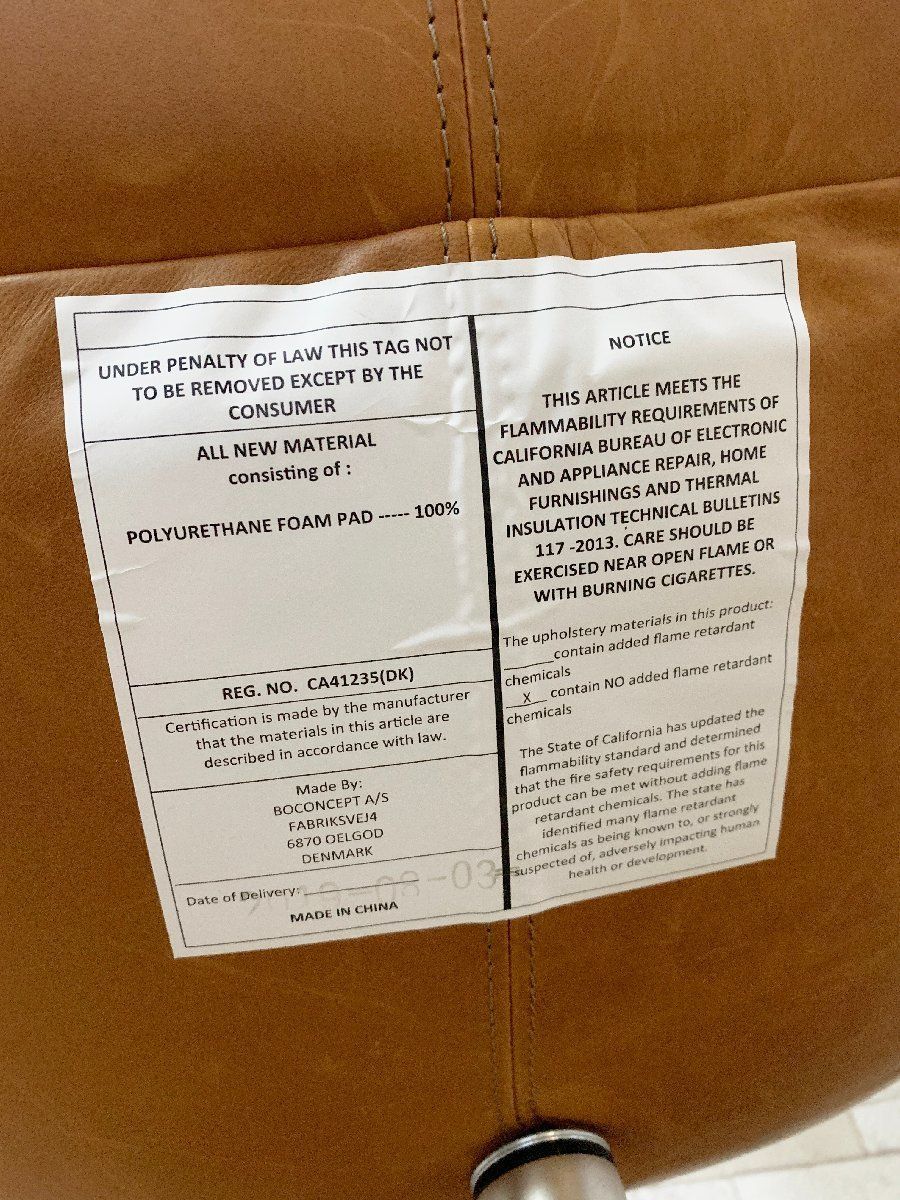 UNDER PENALTY OF LAW THIS TAG NOT
TO BE REMOVED EXCEPT BY THE
CONSUMER
ALL NEW MATERIAL
consisting of :
POLYURETHANE FOAM PAD ----- 100%
REG. NO. CA41235(DK)
Certification is made by the manufacturer
that the materials in this article are
described in accordance with law.
Made By:
BOCONCEPT A/S
FABRIKSVEJ4
6870 OELGOD
DENMARK
Date of Delivery:
MADE IN CHINA
NOTICE
THIS ARTICLE MEETS THE
FLAMMABILITY REQUIREMENTS OF
CALIFORNIA BUREAU OF ELECTRONIC
AND APPLIANCE REPAIR, HOME
FURNISHINGS AND THERMAL
INSULATION TECHNICAL BULLETINS
117 -2013. CARE SHOULD BE
EXERCISED NEAR OPEN FLAME OR
WITH BURNING CIGARETTES.
The upholstery materials in this product:
______contain added flame retardant
chemicals
__X__ contain NO added flame retardant
chemicals
The State of California has updated the
flammability standard and determined
that the fire safety requirements for this
product can be met without adding flame
retardant chemicals. The state has
identified many flame retardant
chemicals as being known to, or strongly
suspected of, adversely impacting human
health or development.